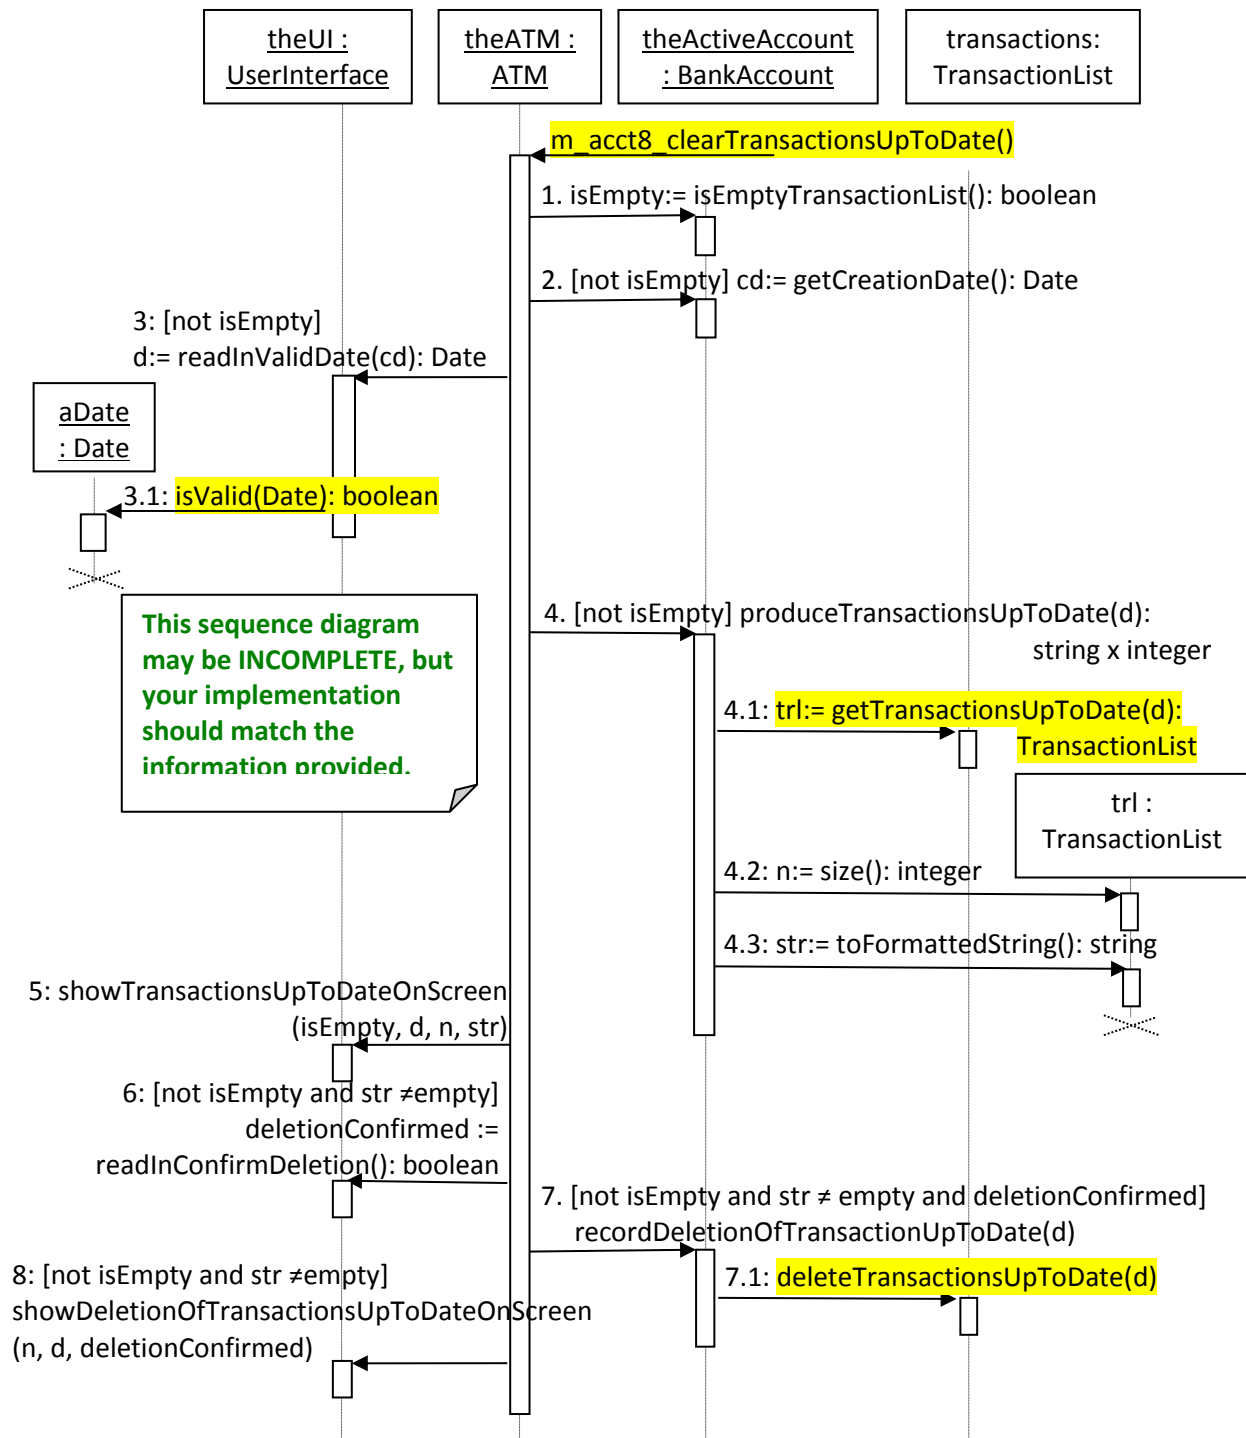 theUI :
UserInterface
theATM :
ATM
theActiveAccount
: BankAccount
transactions:
TransactionList
m_acct8_clearTransactionsUpToDate()
1. isEmpty:= isEmptyTransactionList(): boolean
2. [not isEmpty] cd:= getCreationDate(): Date
3: [not isEmpty]
d:= readInValidDate(cd): Date
aDate
: Date
3.1: isValid(Date): boolean
This sequence diagram
may be INCOMPLETE, but
your implementation
should match the
information provided.
4. [not isEmpty] produceTransactionsUpToDate(d):
string x integer
4.1: trl:= getTransactionsUpToDate(d):
TransactionList
trl :
TransactionList
4.2: n:= size(): integer
4.3: str:= toFormattedString(): string
5: showTransactionsUpToDateOnScreen
(isEmpty, d, n, str)
6: [not isEmpty and str ≠empty]
deletionConfirmed :=
readInConfirmDeletion(): boolean
7. [not isEmpty and str ≠ empty and deletionConfirmed]
recordDeletionOfTransactionUpToDate(d)
7.1: deleteTransactionsUpToDate(d)
8: [not isEmpty and str ≠empty]
showDeletionOfTransactionsUpToDateOnScreen
(n, d, deletionConfirmed)